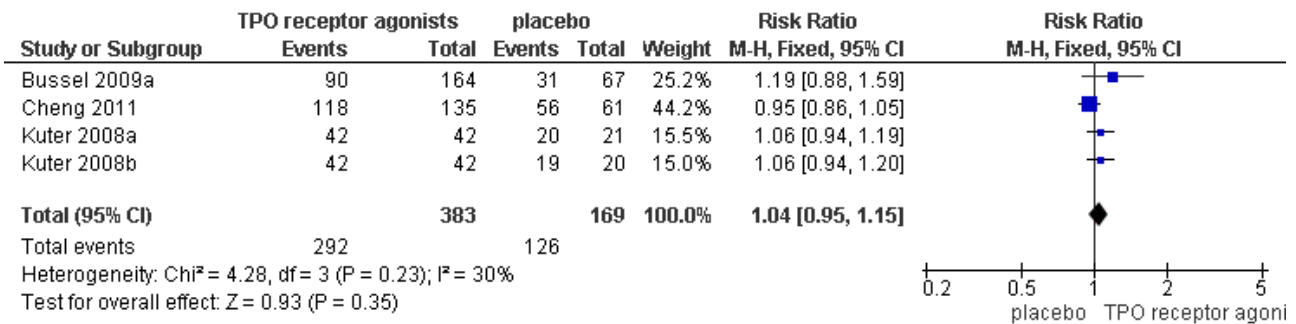 TPO receptor agonists placebo Risk Ratio Risk Ratio
Study or Subgroup Events Total Events Total Weight M-H, Fixed, 95% CI M-H, Fixed, 95% CI
Bussel 2009a 90 164 31 67 25.2% 1.19 [0.88, 1.59]
Cheng 2011 118 135 56 61 44.2% 0.95 [0.86, 1.05]
Kuter 2008a 42 42 20 21 15.5% 1.06 [0.94, 1.19]
Kuter 2008b 42 42 19 20 15.0% 1.06 [0.94, 1.20]
Total (95% CI) 383 169 100.0% 1.04 [0.95, 1.15]
Total events 292 126
Heterogeneity: Chi² = 4.28, df = 3 (P = 0.23); I² = 30%
Test for overall effect: Z = 0.93 (P = 0.35)
0.2 0.5 1 2 5
placebo TPO receptor agoni